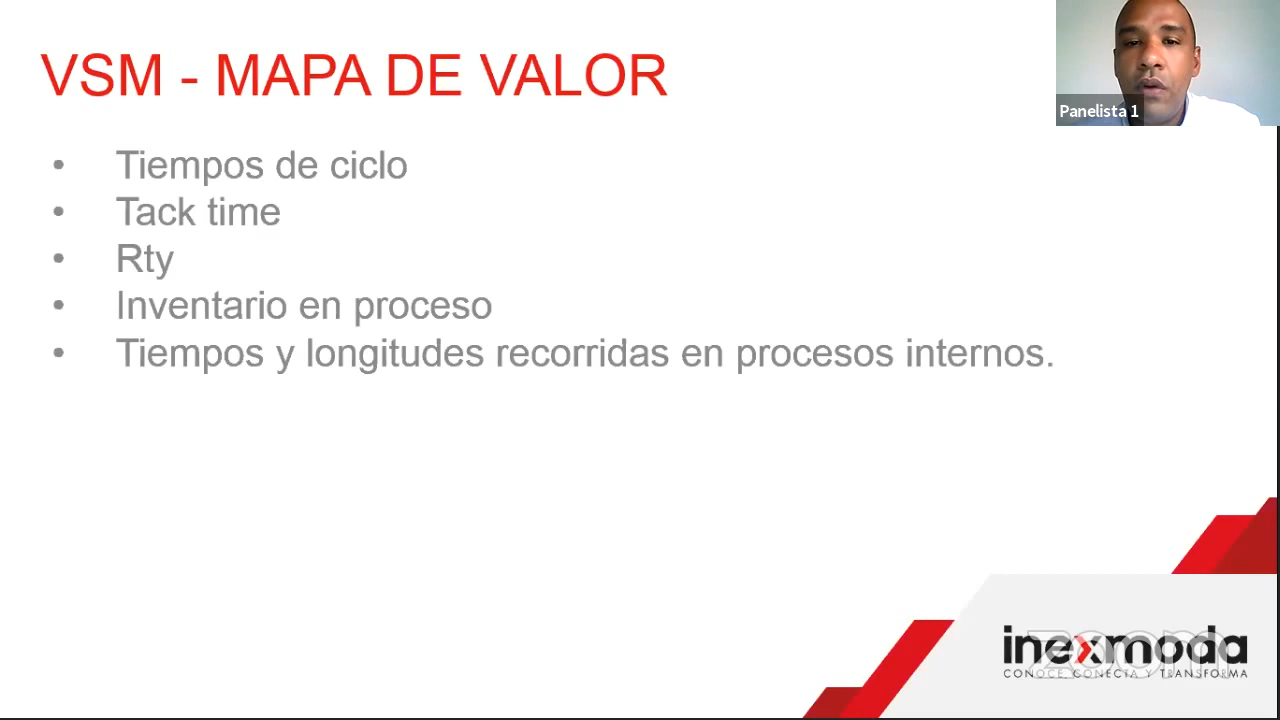 VSM - MAPA DE VALOR
Panelista 1
• Tiempos de ciclo
• Tack time
• Rty
• Inventario en proceso
• Tiempos y longitudes recorridas en procesos internos.
inexmoda
zoom
CONOCE, CONECTA Y TRANSFORMA